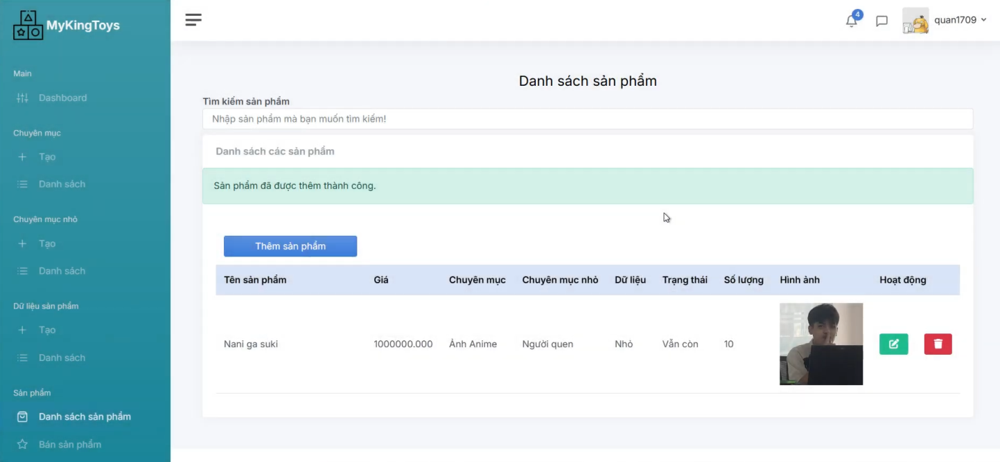 MyKingToys
4
quan1709
Main
Dashboard
Chuyên mục
Tạo
Danh sách
Chuyên mục nhỏ
Tạo
Danh sách
Dữ liệu sản phẩm
Tạo
Danh sách
Sản phẩm
Danh sách sản phẩm
Bán sản phẩm
Danh sách sản phẩm
Tìm kiếm sản phẩm
Nhập sản phẩm mà bạn muốn tìm kiếm!
Danh sách các sản phẩm
Sản phẩm đã được thêm thành công.
Thêm sản phẩm
Tên sản phẩm Giá Chuyên mục Chuyên mục nhỏ Dữ liệu Trạng thái Số lượng Hình ảnh Hoạt động
Nani ga suki 1000000.000 Ảnh Anime Người quen Nhỏ Vẫn còn 10